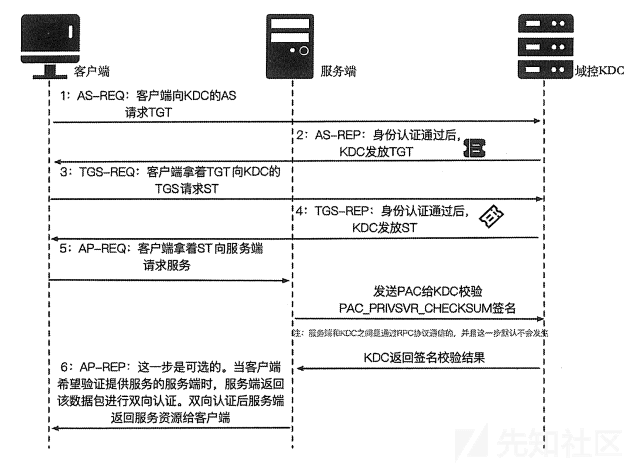 客户端
服务端
域控KDC
1：AS-REQ：客户端向KDC的AS
请求TGT
2：AS-REP：身份认证通过后，
KDC发放TGT
3：TGS-REQ：客户端拿着TGT向KDC的
TGS请求ST
4：TGS-REP：身份认证通过后，
KDC发放ST
5：AP-REQ：客户端拿着ST向服务端
请求服务
发送PAC给KDC校验
PAC_PRIVSVR_CHECKSUM签名
注：服务端和KDC之间是通过RPC协议通信的，并且这一步默认不会发生
KDC返回签名校验结果
6：AP-REP：这一步是可选的。当客户端
希望验证提供服务的服务端时，服务端返回
该数据包进行双向认证。双向认证后服务端
返回服务资源给客户端
先知社区